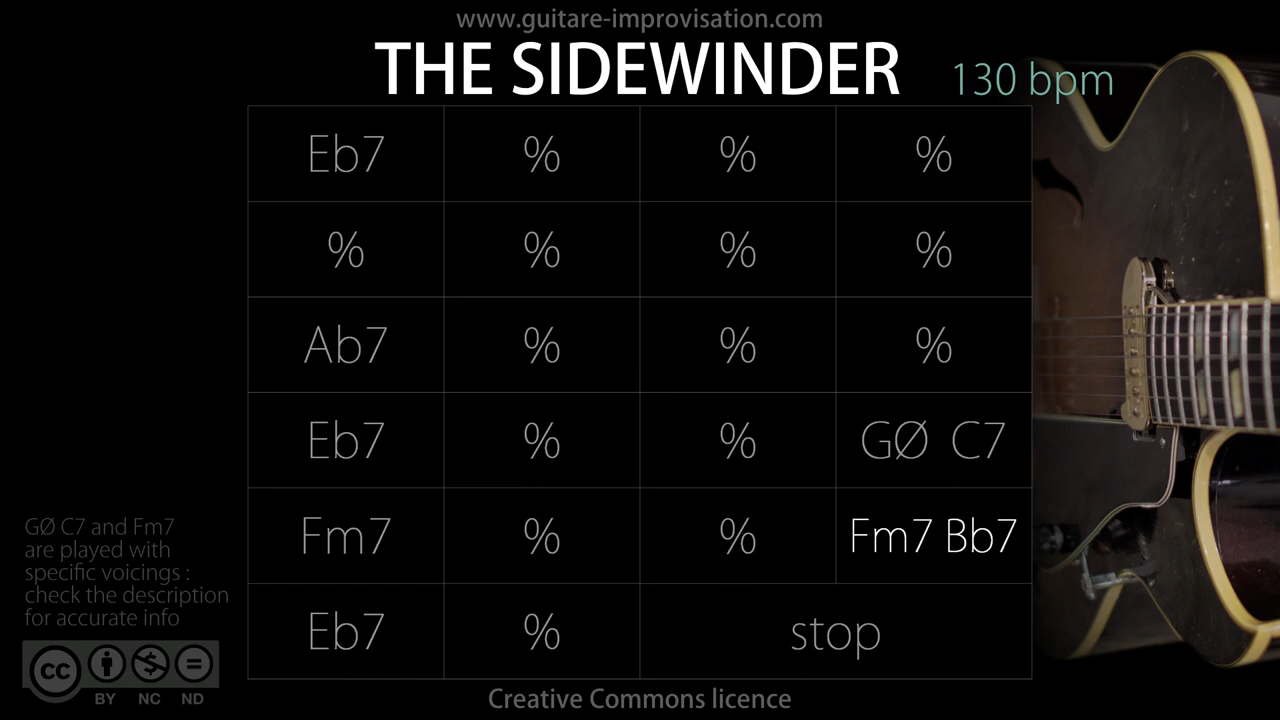 www.guitare-improvisation.com
THE SIDEWINDER 130 bpm
Eb7 % % %
% % % %
Ab7 % % %
Eb7 % % GØ C7
Fm7 % % Fm7 Bb7
Eb7 % stop
GØ C7 and Fm7
are played with
specific voicings :
check the description
for accurate info
cc
BY NC ND
Creative Commons licence